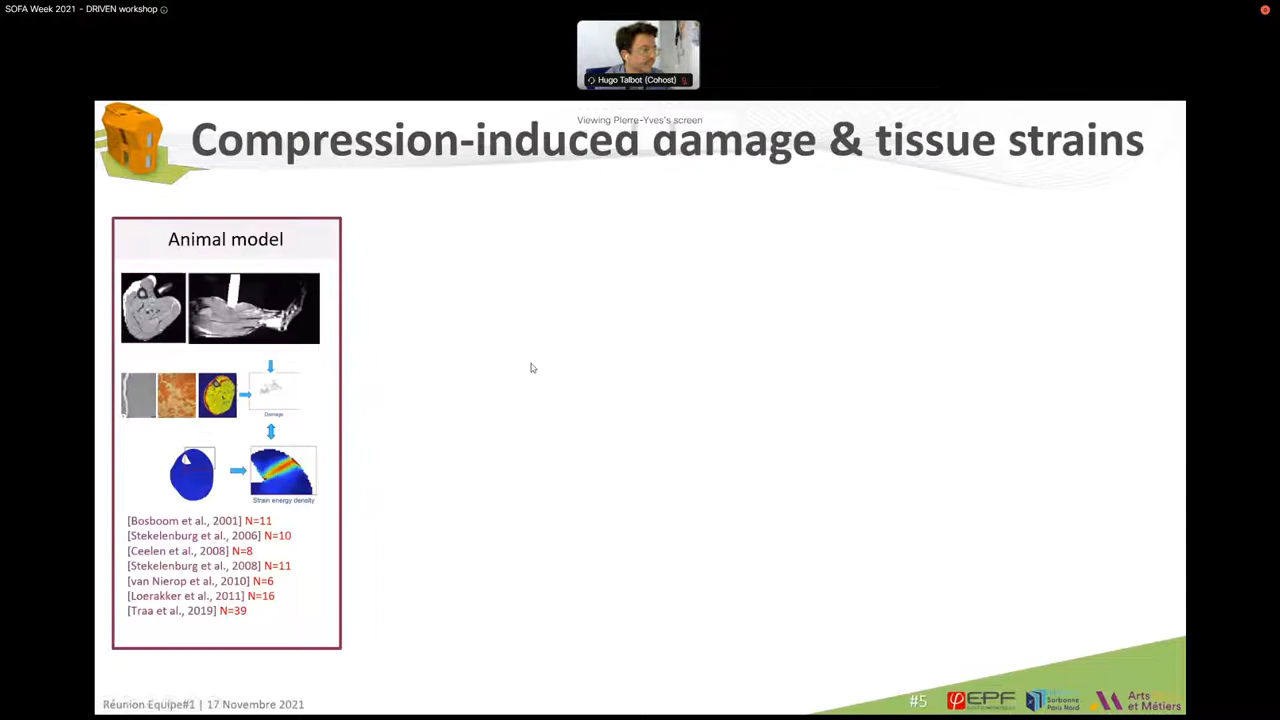 SOFA Week 2021 - DRIVEN workshop
Hugo Talbot (Cohost)
Viewing Pierre-Yves's screen
Compression-induced damage & tissue strains
Animal model
Damage
Strain energy density
[Bosboom et al., 2001] N=11
[Stekelenburg et al., 2006] N=10
[Ceelen et al., 2008] N=8
[Stekelenburg et al., 2008] N=11
[van Nierop et al., 2010] N=6
[Loerakker et al., 2011] N=16
[Traa et al., 2019] N=39
Réunion Equipe#1 | 17 Novembre 2021
#5
EPF
Sorbonne
Paris Nord
Arts
et Métiers